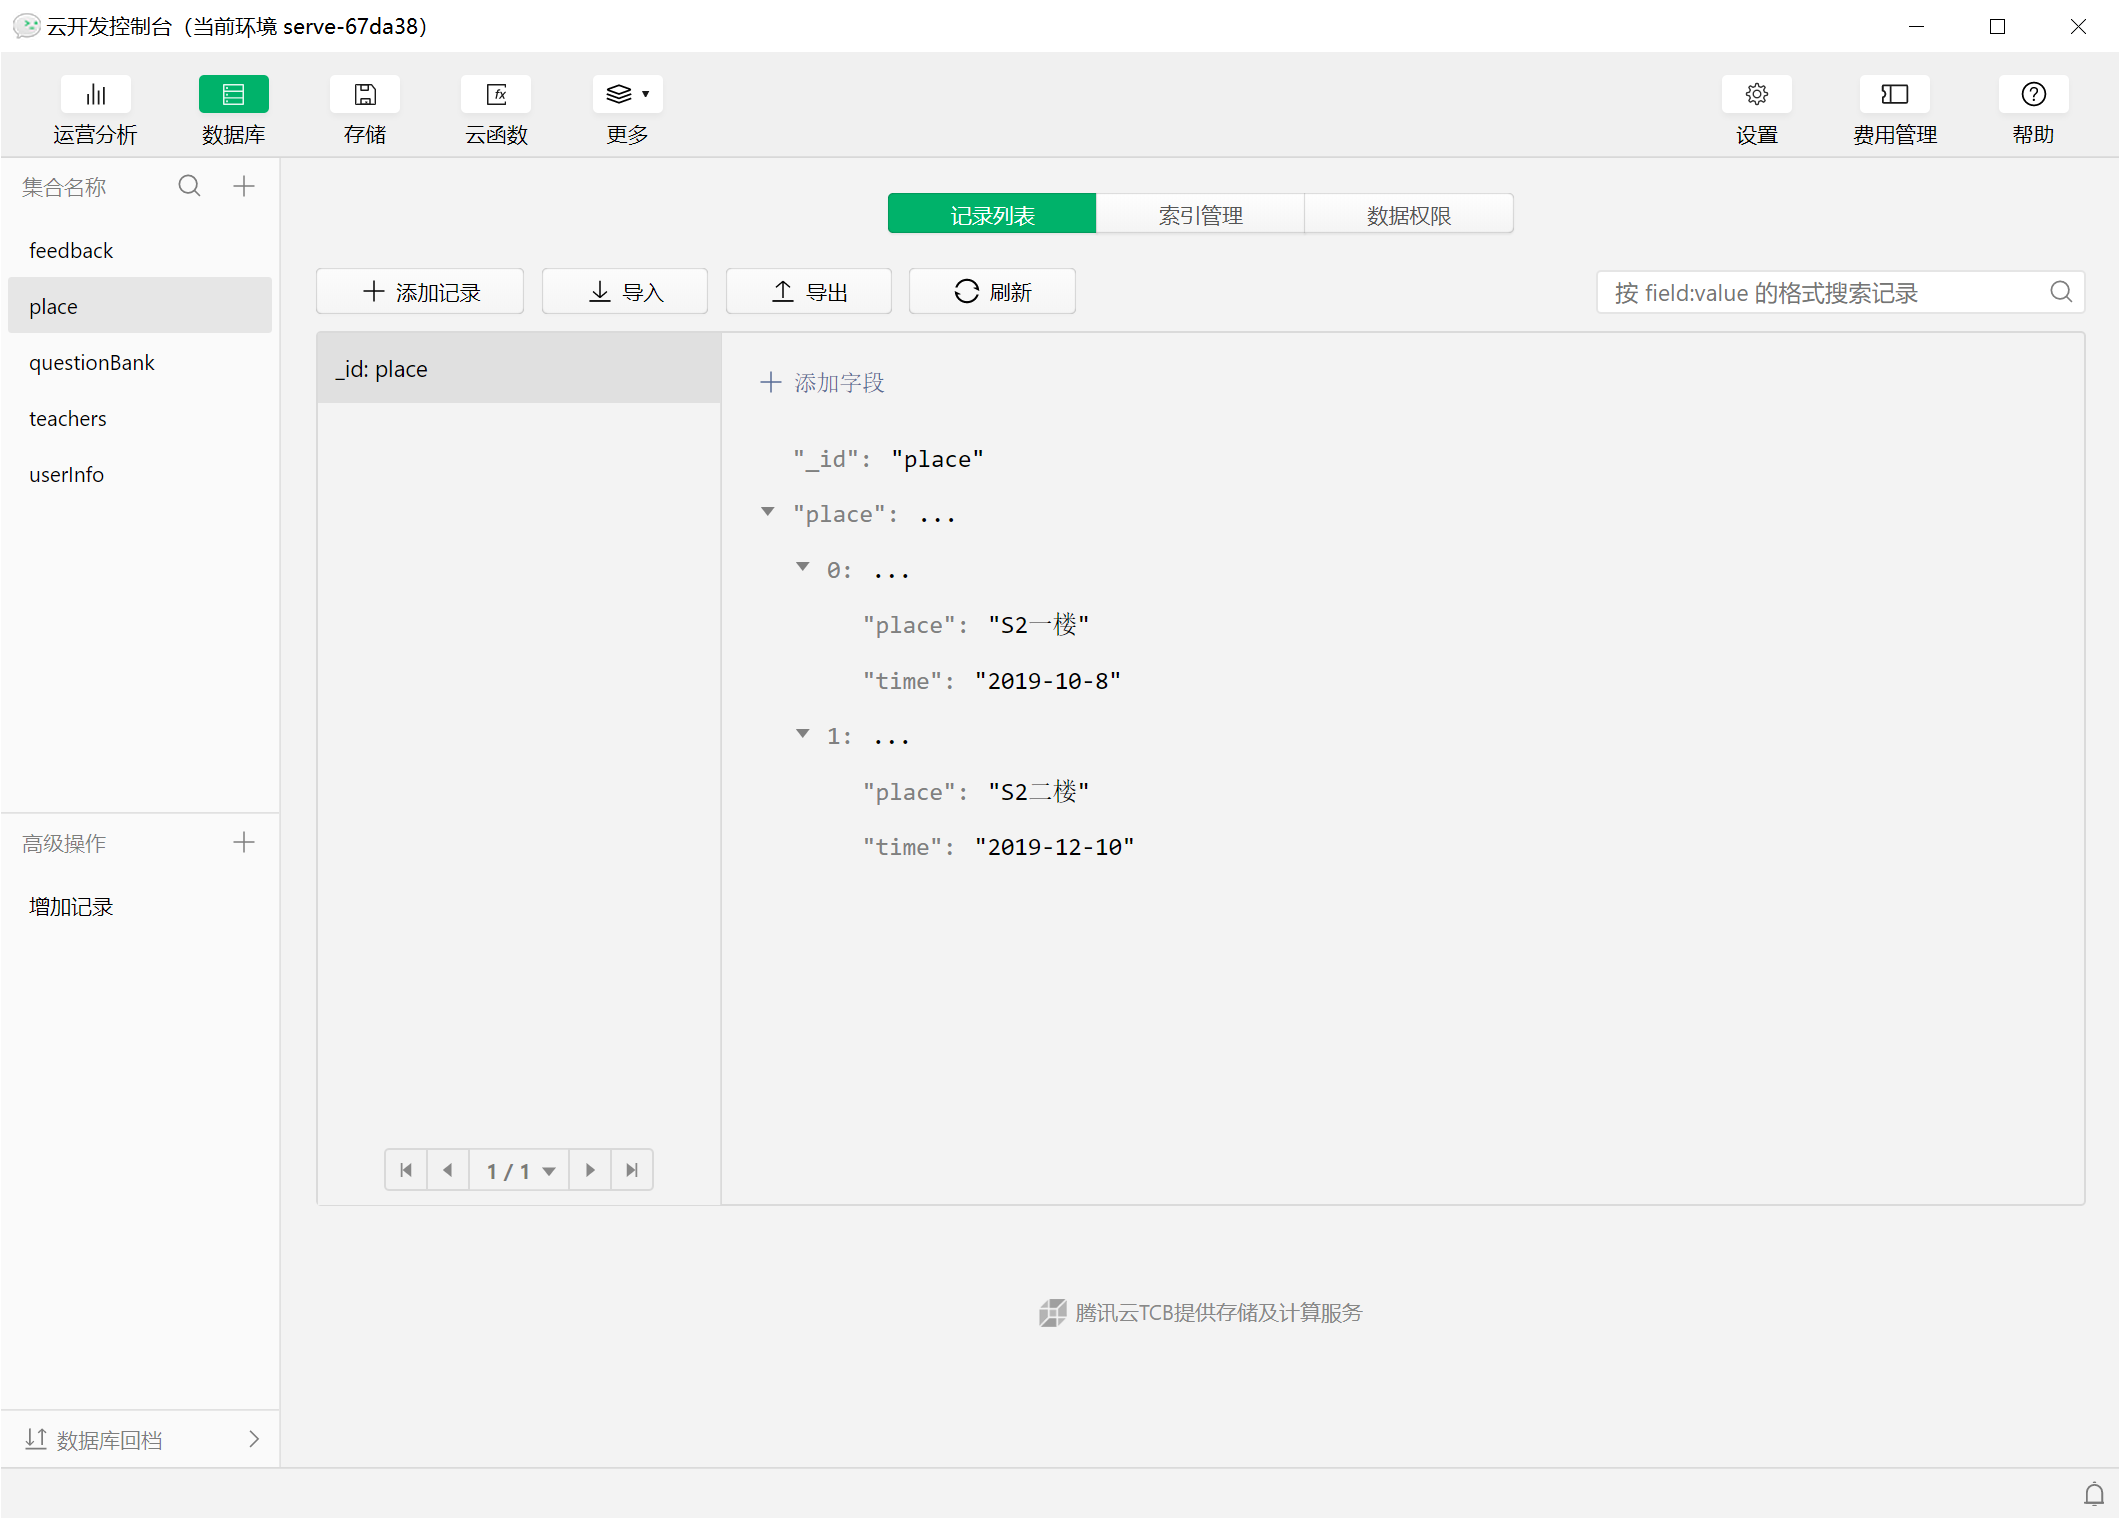 云开发控制台（当前环境 serve-67da38）
运营分析 数据库 存储 云函数 更多 设置 费用管理 帮助
集合名称
feedback
place
questionBank
teachers
userInfo
高级操作
增加记录
数据库回档
记录列表 索引管理 数据权限
添加记录 导入 导出 刷新 按 field:value 的格式搜索记录
_id: place
1 / 1
添加字段
"_id": "place"
"place": ...
0: ...
"place": "S2一楼"
"time": "2019-10-8"
1: ...
"place": "S2二楼"
"time": "2019-12-10"
腾讯云TCB提供存储及计算服务